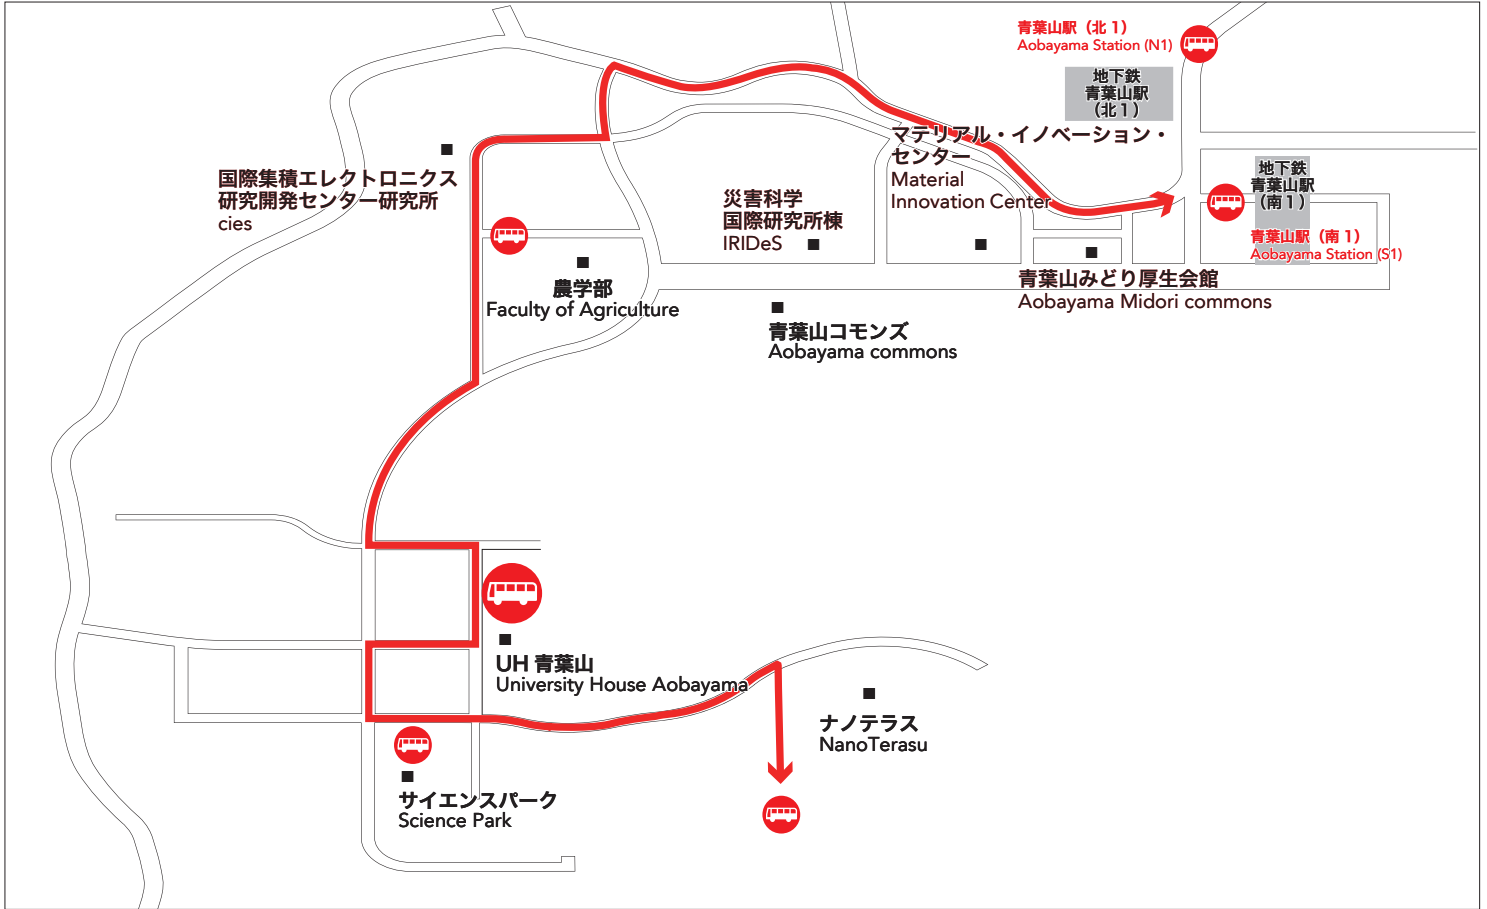 青葉山駅（北１）
Aobayama Station (N1)
地下鉄
青葉山駅
（北１）
マテリアル・イノベーション・
センター
Material
Innovation Center
地下鉄
青葉山駅
（南１）
青葉山駅（南１）
Aobayama Station (S1)
国際集積エレクトロニクス
研究開発センター研究所
cies
災害科学
国際研究所棟
IRIDeS
農学部
Faculty of Agriculture
青葉山みどり厚生会館
Aobayama Midori commons
青葉山コモンズ
Aobayama commons
UH 青葉山
University House Aobayama
ナノテラス
NanoTerasu
サイエンスパーク
Science Park